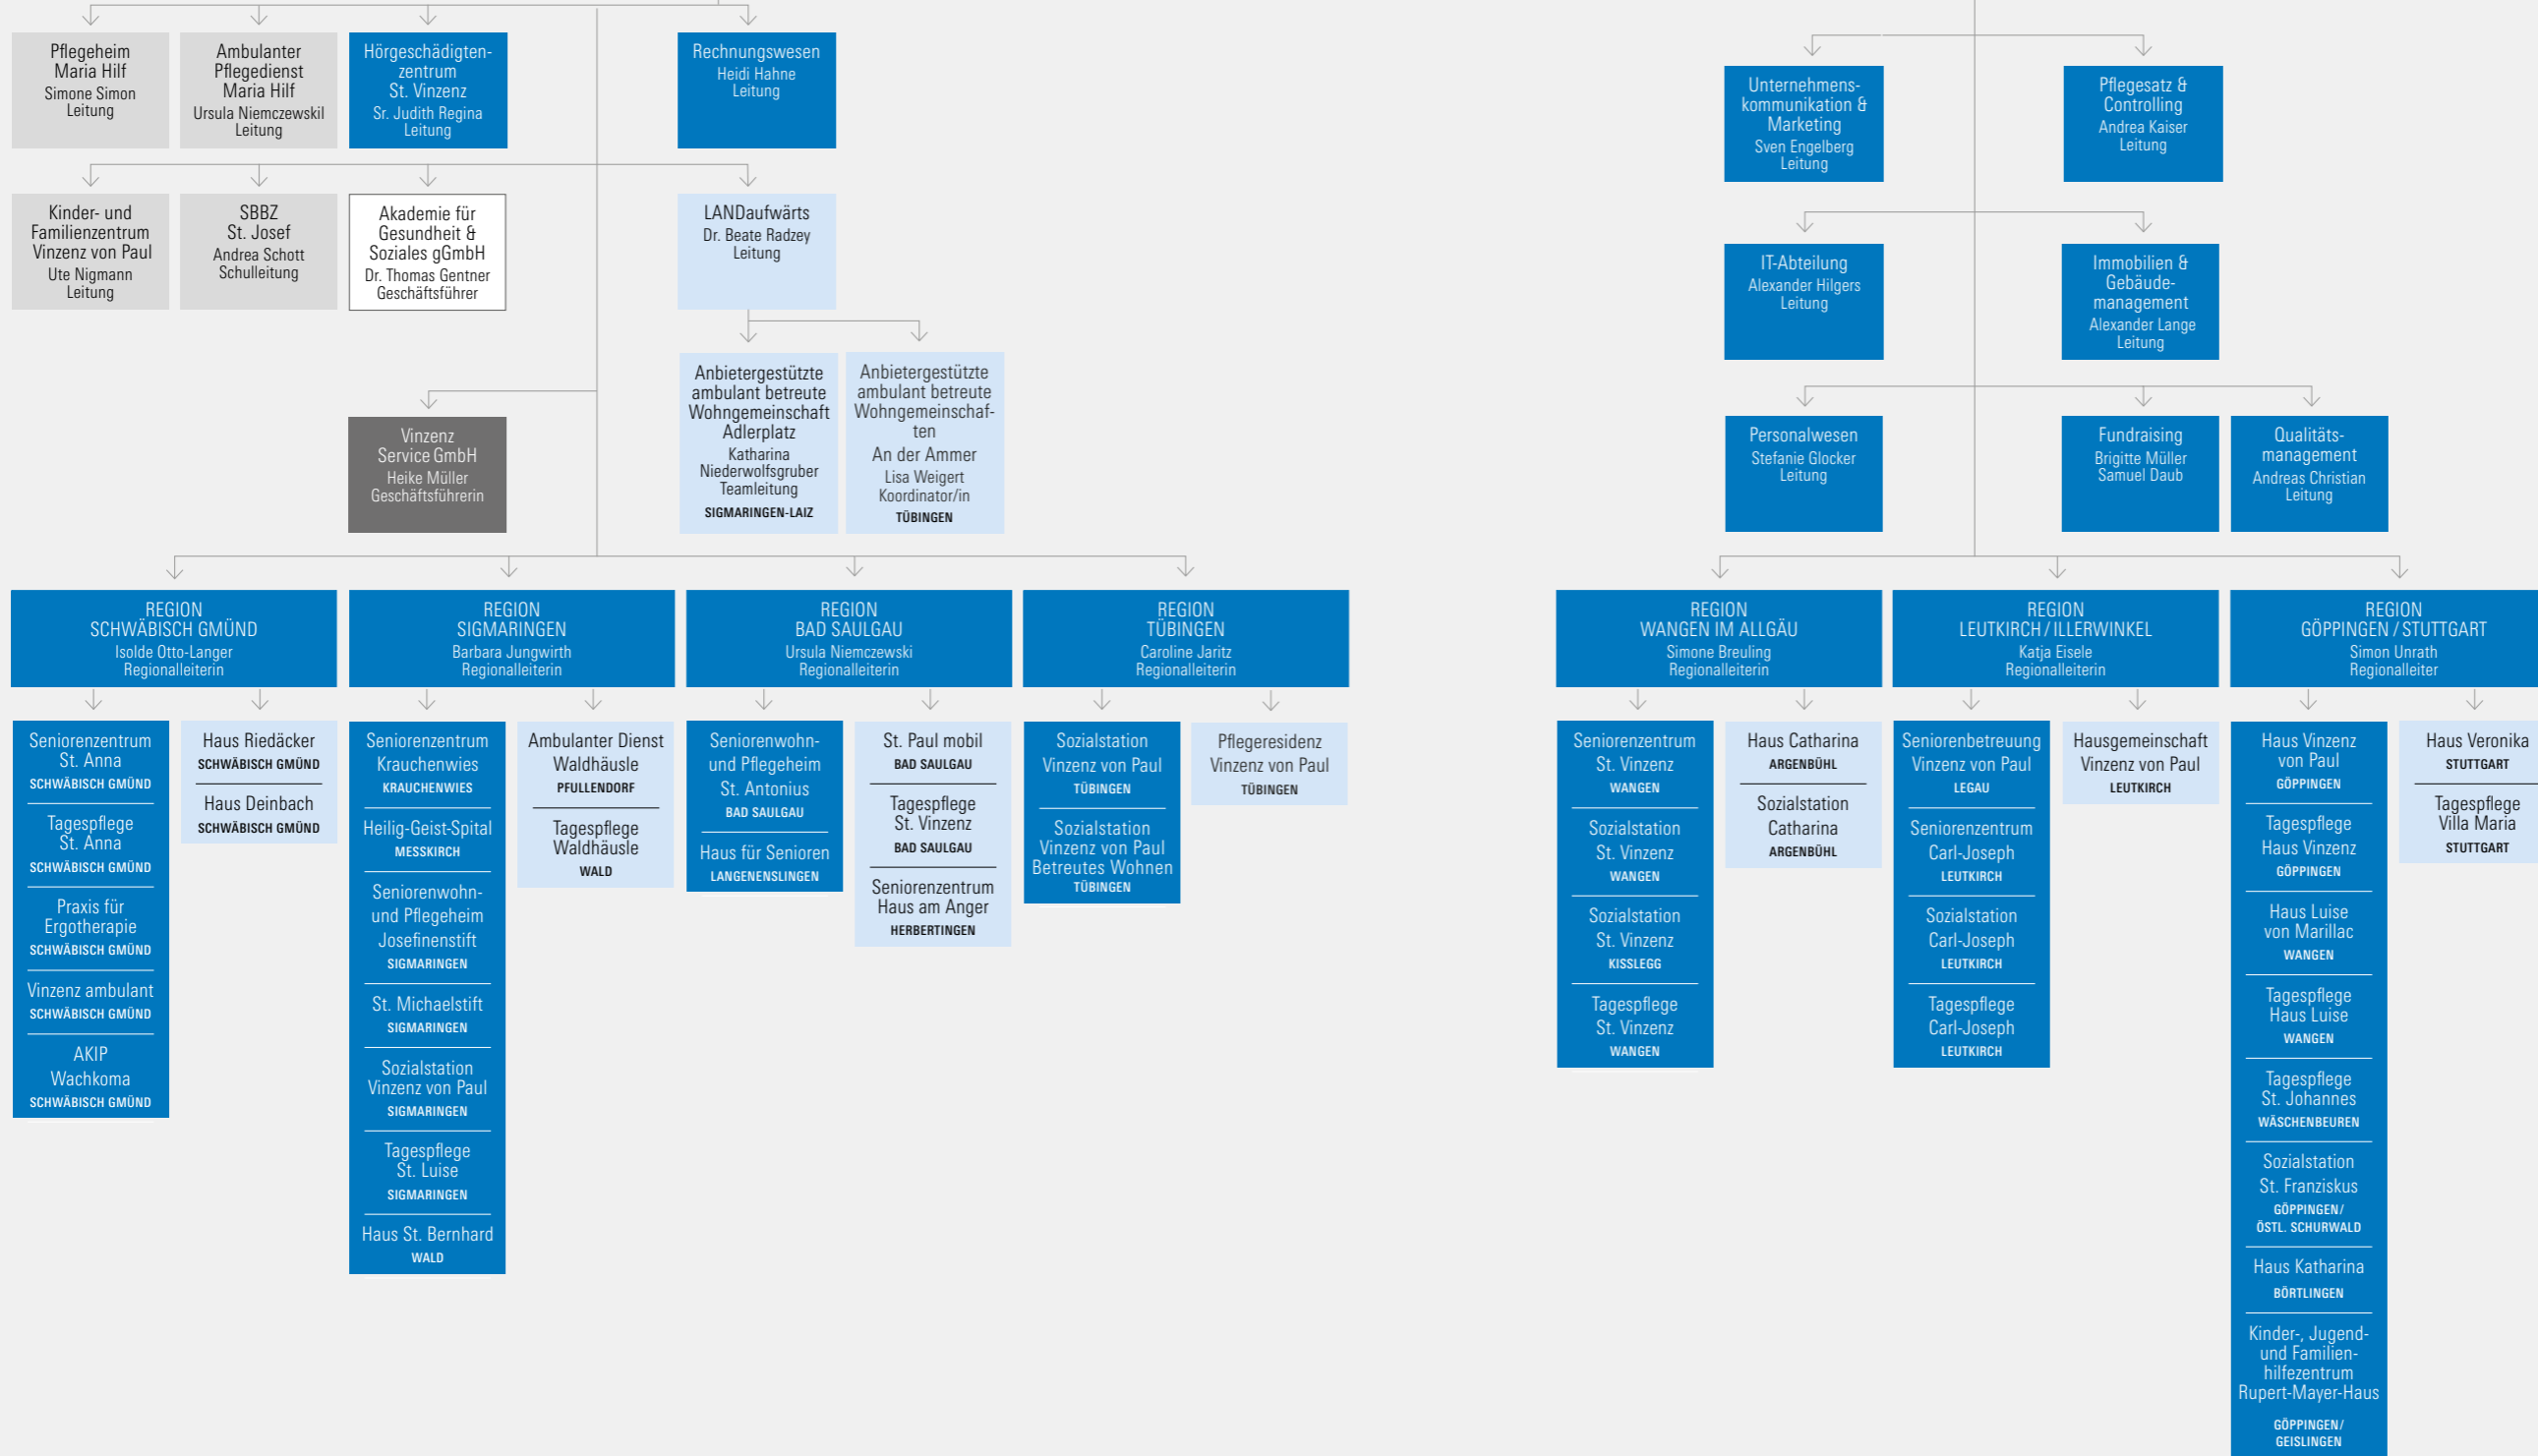 Pflegeheim
Maria Hilf
Simone Simon
Leitung
Ambulanter
Pflegedienst
Maria Hilf
Ursula Niemczewskil
Leitung
Hörgeschädigten-
zentrum
St. Vinzenz
Sr. Judith Regina
Leitung
Rechnungswesen
Heidi Hahne
Leitung
Unternehmens-
kommunikation &
Marketing
Sven Engelberg
Leitung
Pflegesatz &
Controlling
Andrea Kaiser
Leitung
Kinder- und
Familienzentrum
Vinzenz von Paul
Ute Nigmann
Leitung
SBBZ
St. Josef
Andrea Schott
Schulleitung
Akademie für
Gesundheit &
Soziales gGmbH
Dr. Thomas Gentner
Geschäftsführer
LANDaufwärts
Dr. Beate Radzey
Leitung
IT-Abteilung
Alexander Hilgers
Leitung
Immobilien &
Gebäude-
management
Alexander Lange
Leitung
Vinzenz
Service GmbH
Heike Müller
Geschäftsführerin
Anbietergestützte
ambulant betreute
Wohngemeinschaft
Adlerplatz
Katharina
Niederwolfsgruber
Teamleitung
SIGMARINGEN-LAIZ
Anbietergestützte
ambulant betreute
Wohngemeinschaf-
ten
An der Ammer
Lisa Weigert
Koordinator/in
TÜBINGEN
Personalwesen
Stefanie Glocker
Leitung
Fundraising
Brigitte Müller
Samuel Daub
Qualitäts-
management
Andreas Christian
Leitung
REGION
SCHWÄBISCH GMÜND
Isolde Otto-Langer
Regionalleiterin
REGION
SIGMARINGEN
Barbara Jungwirth
Regionalleiterin
REGION
BAD SAULGAU
Ursula Niemczewski
Regionalleiterin
REGION
TÜBINGEN
Caroline Jaritz
Regionalleiterin
REGION
WANGEN IM ALLGÄU
Simone Breuling
Regionalleiterin
REGION
LEUTKIRCH / ILLERWINKEL
Katja Eisele
Regionalleiterin
REGION
GÖPPINGEN / STUTTGART
Simon Unrath
Regionalleiter
Seniorenzentrum
St. Anna
SCHWÄBISCH GMÜND
Tagespflege
St. Anna
SCHWÄBISCH GMÜND
Praxis für
Ergotherapie
SCHWÄBISCH GMÜND
Vinzenz ambulant
SCHWÄBISCH GMÜND
AKIP
Wachkoma
SCHWÄBISCH GMÜND
Haus Riedäcker
SCHWÄBISCH GMÜND
Haus Deinbach
SCHWÄBISCH GMÜND
Seniorenzentrum
Krauchenwies
KRAUCHENWIES
Heilig-Geist-Spital
MESSKIRCH
Seniorenwohn-
und Pflegeheim
Josefinenstift
SIGMARINGEN
St. Michaelstift
SIGMARINGEN
Sozialstation
Vinzenz von Paul
SIGMARINGEN
Tagespflege
St. Luise
SIGMARINGEN
Haus St. Bernhard
WALD
Ambulanter Dienst
Waldhäusle
PFULLENDORF
Tagespflege
Waldhäusle
WALD
Seniorenwohn-
und Pflegeheim
St. Antonius
BAD SAULGAU
Haus für Senioren
LANGENENSLINGEN
St. Paul mobil
BAD SAULGAU
Tagespflege
St. Vinzenz
BAD SAULGAU
Seniorenzentrum
Haus am Anger
HERBERTINGEN
Sozialstation
Vinzenz von Paul
TÜBINGEN
Sozialstation
Vinzenz von Paul
Betreutes Wohnen
TÜBINGEN
Pflegeresidenz
Vinzenz von Paul
TÜBINGEN
Seniorenzentrum
St. Vinzenz
WANGEN
Sozialstation
St. Vinzenz
WANGEN
Sozialstation
St. Vinzenz
KISSLEGG
Tagespflege
St. Vinzenz
WANGEN
Haus Catharina
ARGENBÜHL
Sozialstation
Catharina
ARGENBÜHL
Seniorenbetreuung
Vinzenz von Paul
LEGAU
Seniorenzentrum
Carl-Joseph
LEUTKIRCH
Sozialstation
Carl-Joseph
LEUTKIRCH
Tagespflege
Carl-Joseph
LEUTKIRCH
Hausgemeinschaft
Vinzenz von Paul
LEUTKIRCH
Haus Vinzenz
von Paul
GÖPPINGEN
Tagespflege
Haus Vinzenz
GÖPPINGEN
Haus Luise
von Marillac
WANGEN
Tagespflege
Haus Luise
WANGEN
Tagespflege
St. Johannes
WÄSCHENBEUREN
Sozialstation
St. Franziskus
GÖPPINGEN/
ÖSTL. SCHURWALD
Haus Katharina
BÖRTLINGEN
Kinder-, Jugend-
und Familien-
hilfezentrum
Rupert-Mayer-Haus
GÖPPINGEN/
GEISLINGEN
Haus Veronika
STUTTGART
Tagespflege
Villa Maria
STUTTGART